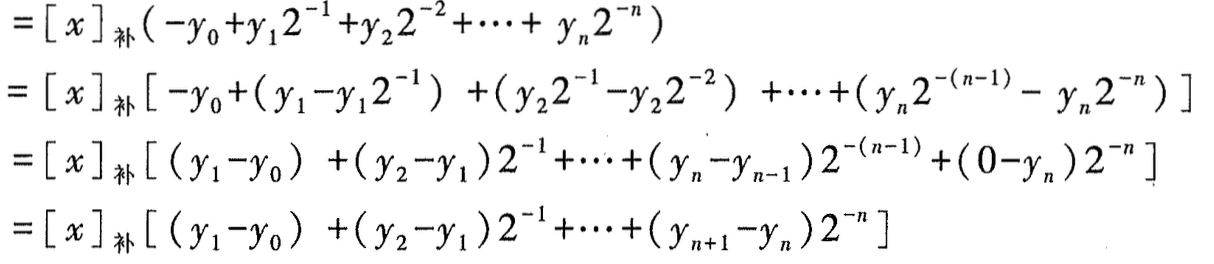 =[x]补(-y₀+y₁2⁻¹+y₂2⁻²+⋯+ yₙ2⁻ⁿ)
=[x]补[-y₀+(y₁-y₁2⁻¹) +(y₂2⁻¹-y₂2⁻²) +⋯+(yₙ2⁻⁽ⁿ⁻¹⁾- yₙ2⁻ⁿ)]
=[x]补[(y₁-y₀) +(y₂-y₁)2⁻¹+⋯+(yₙ-yₙ₋₁)2⁻⁽ⁿ⁻¹⁾+(0-yₙ)2⁻ⁿ]
=[x]补[(y₁-y₀) +(y₂-y₁)2⁻¹+⋯+(yₙ₊₁-yₙ)2⁻ⁿ]